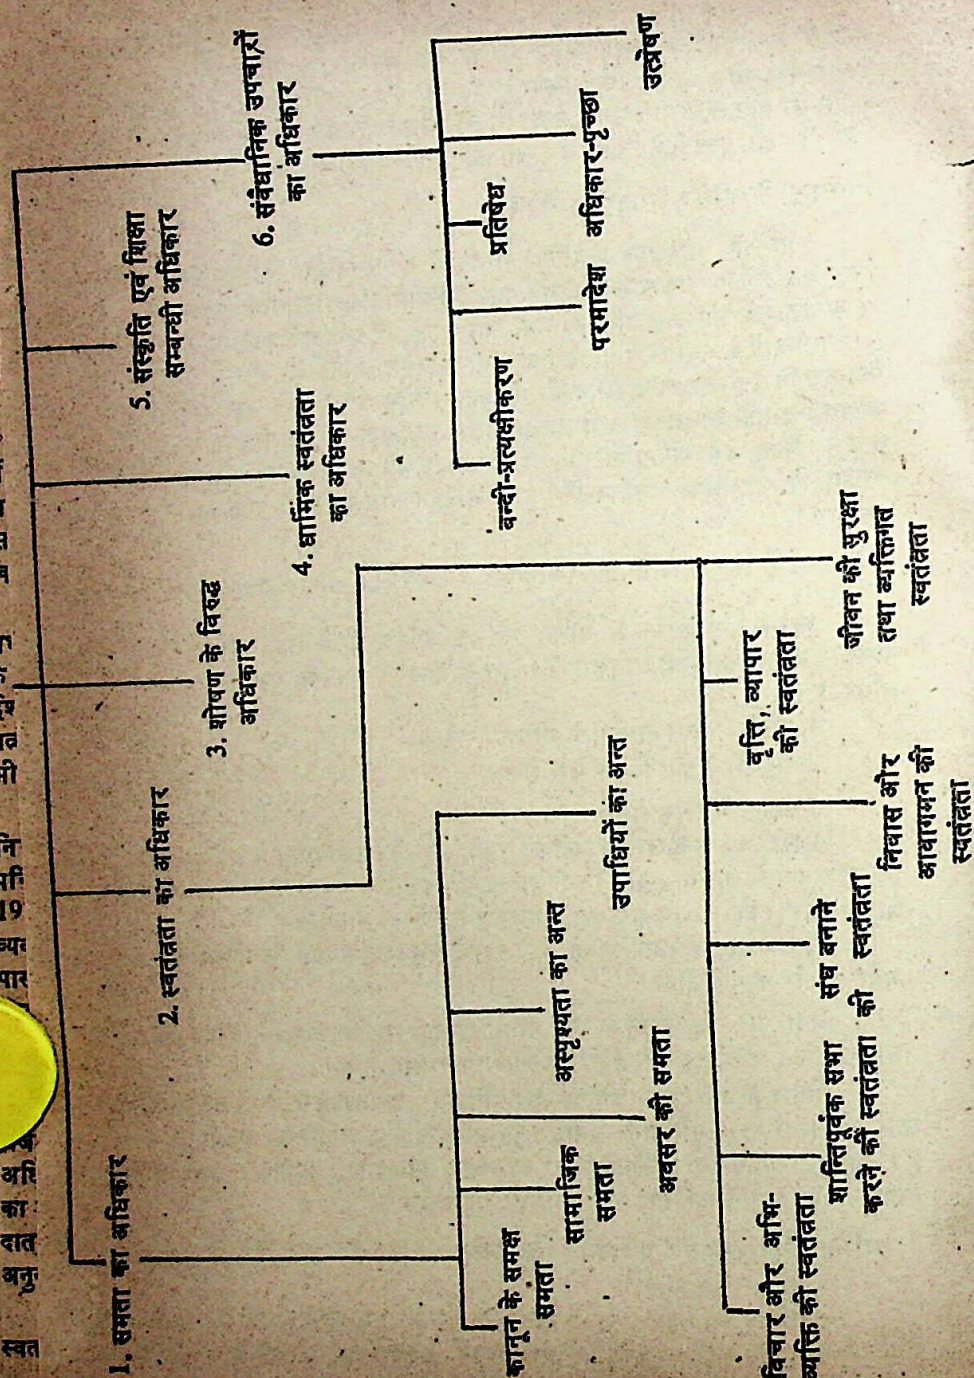 1. समता का अधिकार
2. स्वतंत्रता का अधिकार
3. शोषण के विरुद्ध
अधिकार
4. धार्मिक स्वतंत्रता
का अधिकार
5. संस्कृति एवं शिक्षा
सम्बन्धी अधिकार
6. संवैधानिक उपचारों
का अधिकार
कानून के समक्ष
समता
सामाजिक
समता
अवसर की समता
अस्पृश्यता का अन्त
उपाधियों का अन्त
बन्दी-प्रत्यक्षीकरण
परमादेश
प्रतिषेध
अधिकार-पृच्छा
उत्प्रेषण
विचार और अभि-
व्यक्ति की स्वतंत्रता
शान्तिपूर्वक सभा
करने की स्वतंत्रता
संघ बनाने
की स्वतंत्रता
निवास और
आवागमन की
स्वतंत्रता
वृत्ति, व्यापार
की स्वतंत्रता
जीवन की सुरक्षा
तथा व्यक्तिगत
स्वतंत्रता